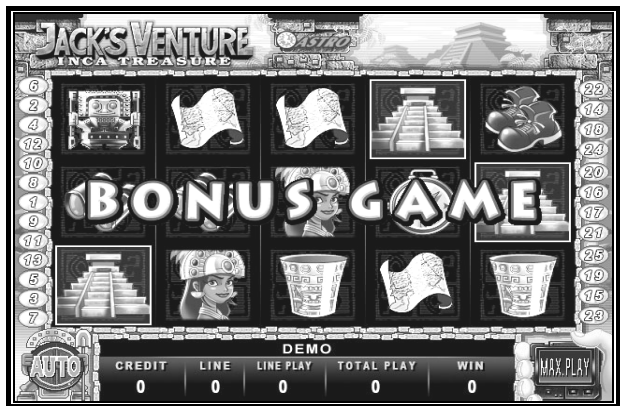 JACK'S VENTURE
INCA TREASURE
ASTRO
6 22
2 14
4 18
12 24
10 20
8 16
BONUS GAME
1 17
9 21
11
13 25
5 19
3 15
7 23
DEMO
AUTO CREDIT LINE LINE PLAY TOTAL PLAY WIN MAX.PLAY
0 0 0 0 0